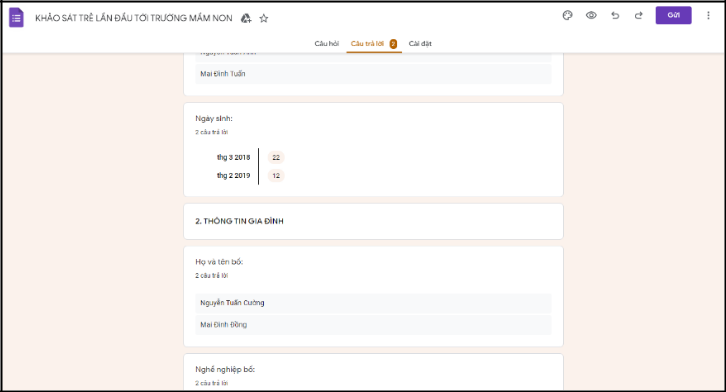 KHẢO SÁT TRẺ LẦN ĐẦU TỚI TRƯỜNG MẦM NON
Gửi
Câu hỏi Câu trả lời 2 Cài đặt
Mai Đình Tuấn
Ngày sinh:
2 câu trả lời
thg 3 2018 22
thg 2 2019 12
2. THÔNG TIN GIA ĐÌNH
Họ và tên bố:
2 câu trả lời
Nguyễn Tuấn Cường
Mai Đình Đồng
Nghề nghiệp bố:
2 câu trả lời